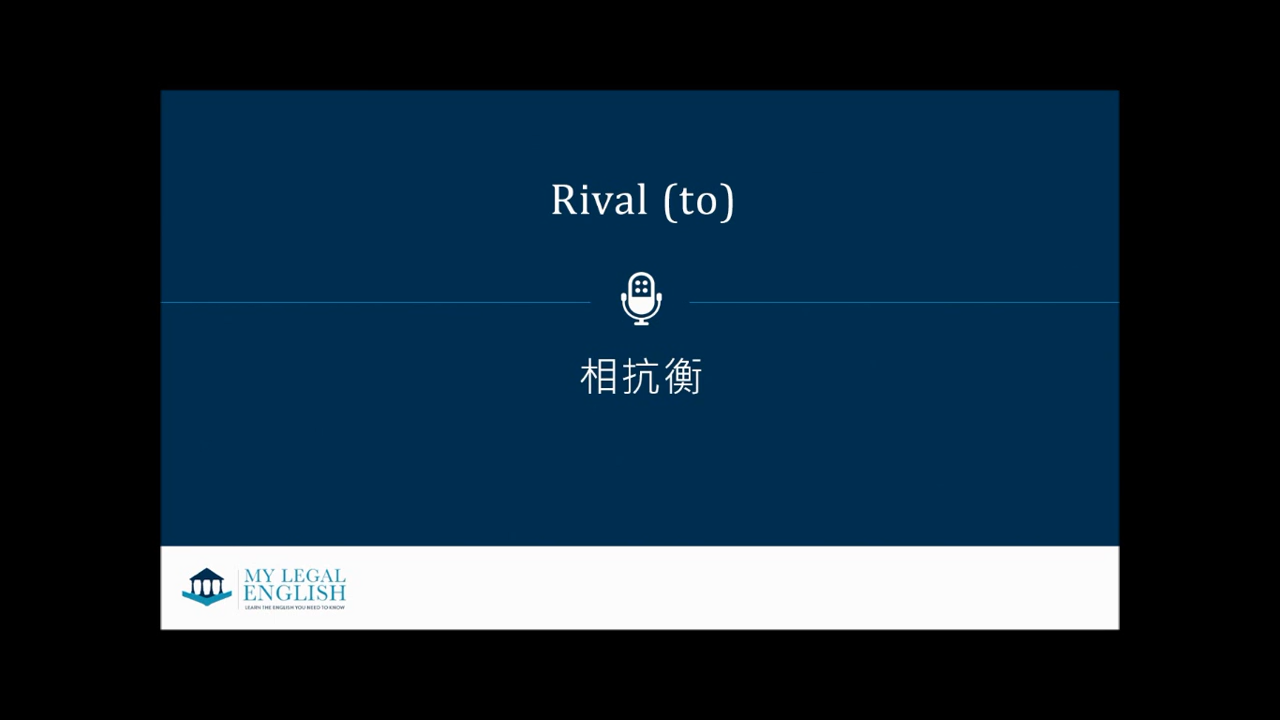 Rival (to)
相抗衡
MY LEGAL
ENGLISH
LEARN THE ENGLISH YOU NEED TO KNOW